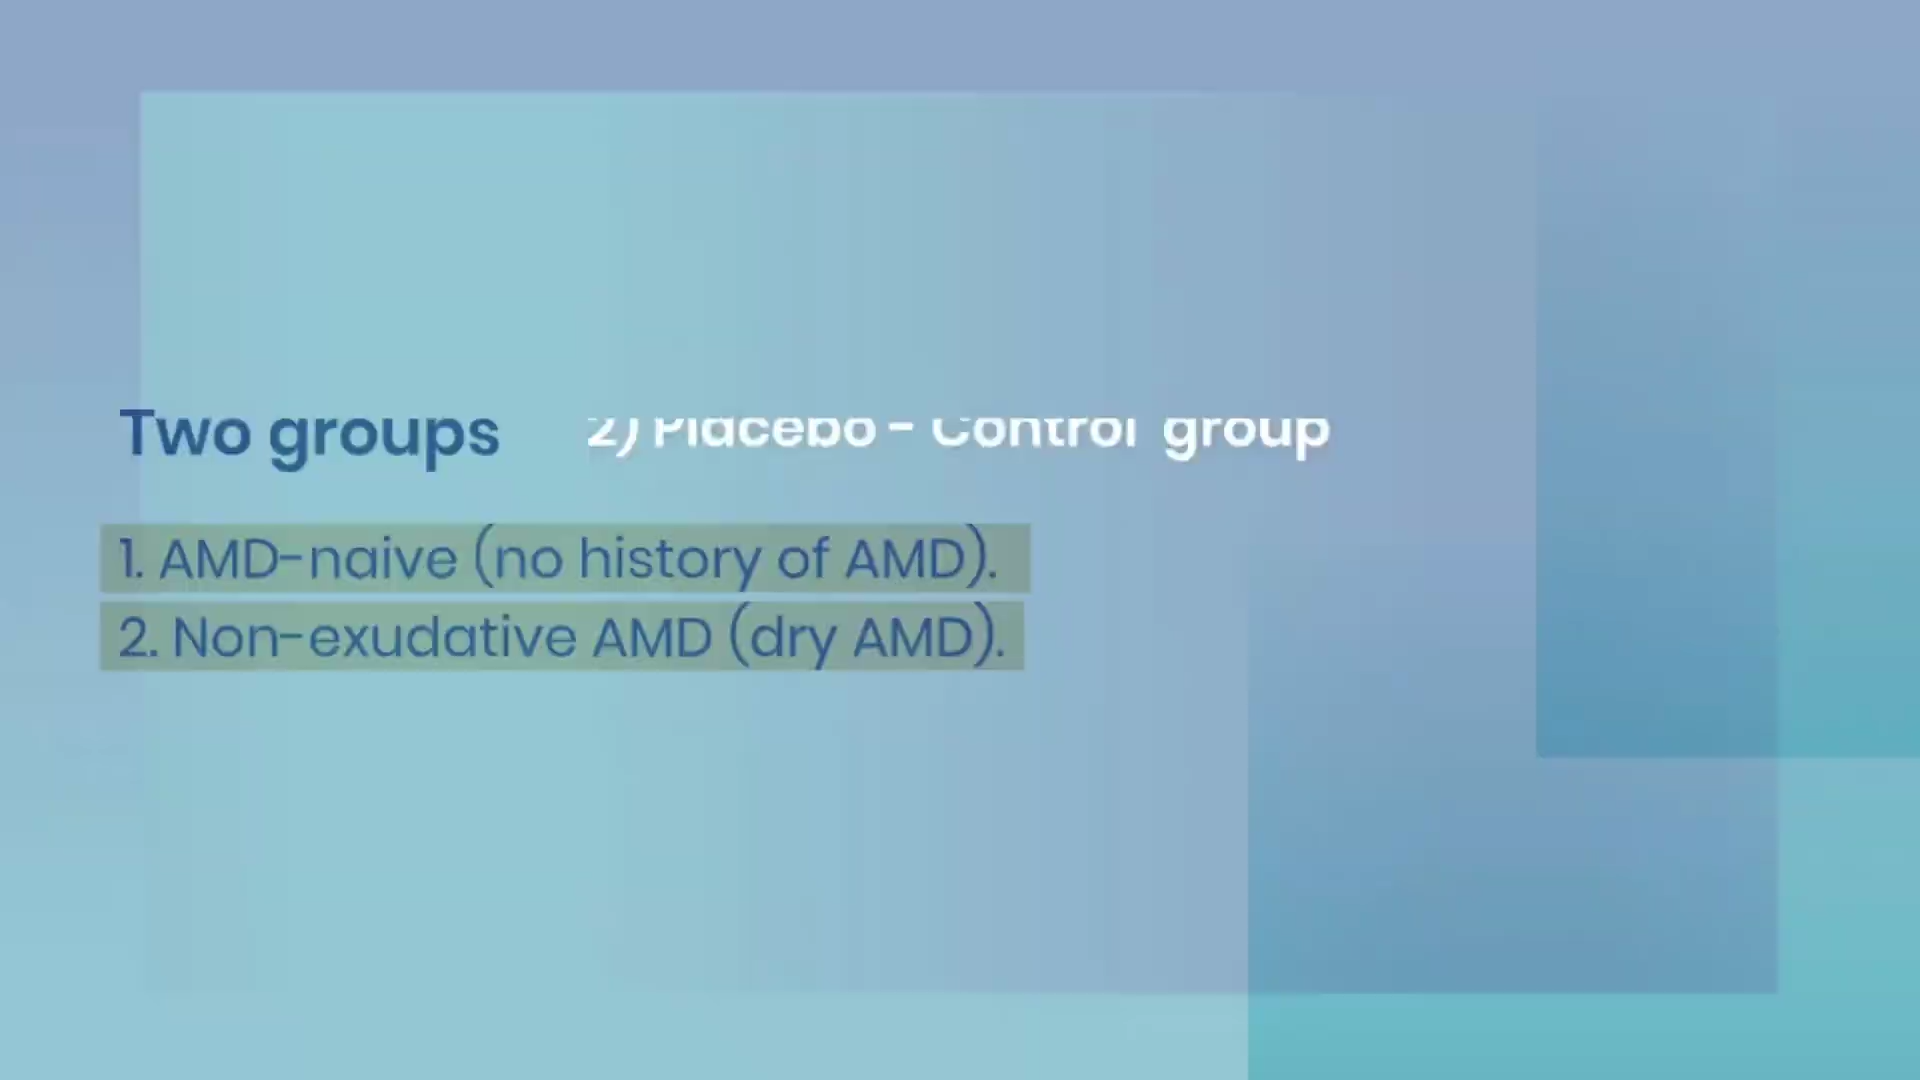 Two groups
2) Placebo - Control group
1. AMD-naive (no history of AMD).
2. Non-exudative AMD (dry AMD).